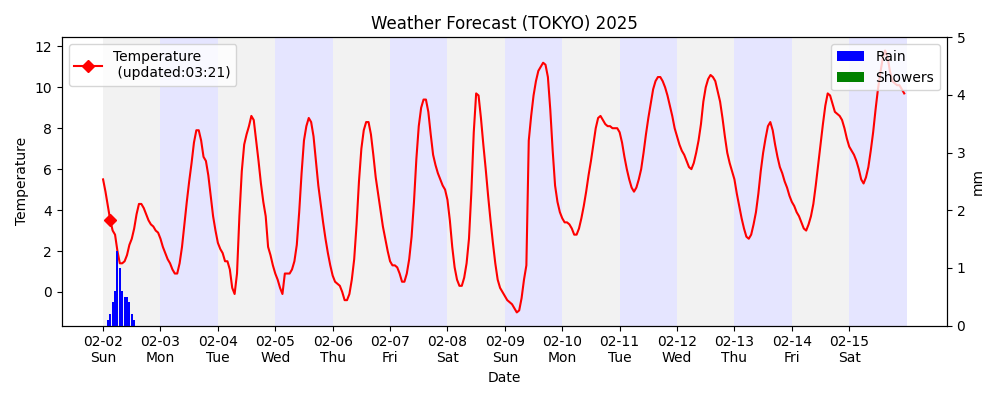 Weather Forecast (TOKYO) 2025
Temperature
(updated:03:21)
Rain
Showers
Temperature
12
10
8
6
4
2
0
5
4
3
2
1
0
mm
02-02 02-03 02-04 02-05 02-06 02-07 02-08 02-09 02-10 02-11 02-12 02-13 02-14 02-15
Sun Mon Tue Wed Thu Fri Sat Sun Mon Tue Wed Thu Fri Sat
Date